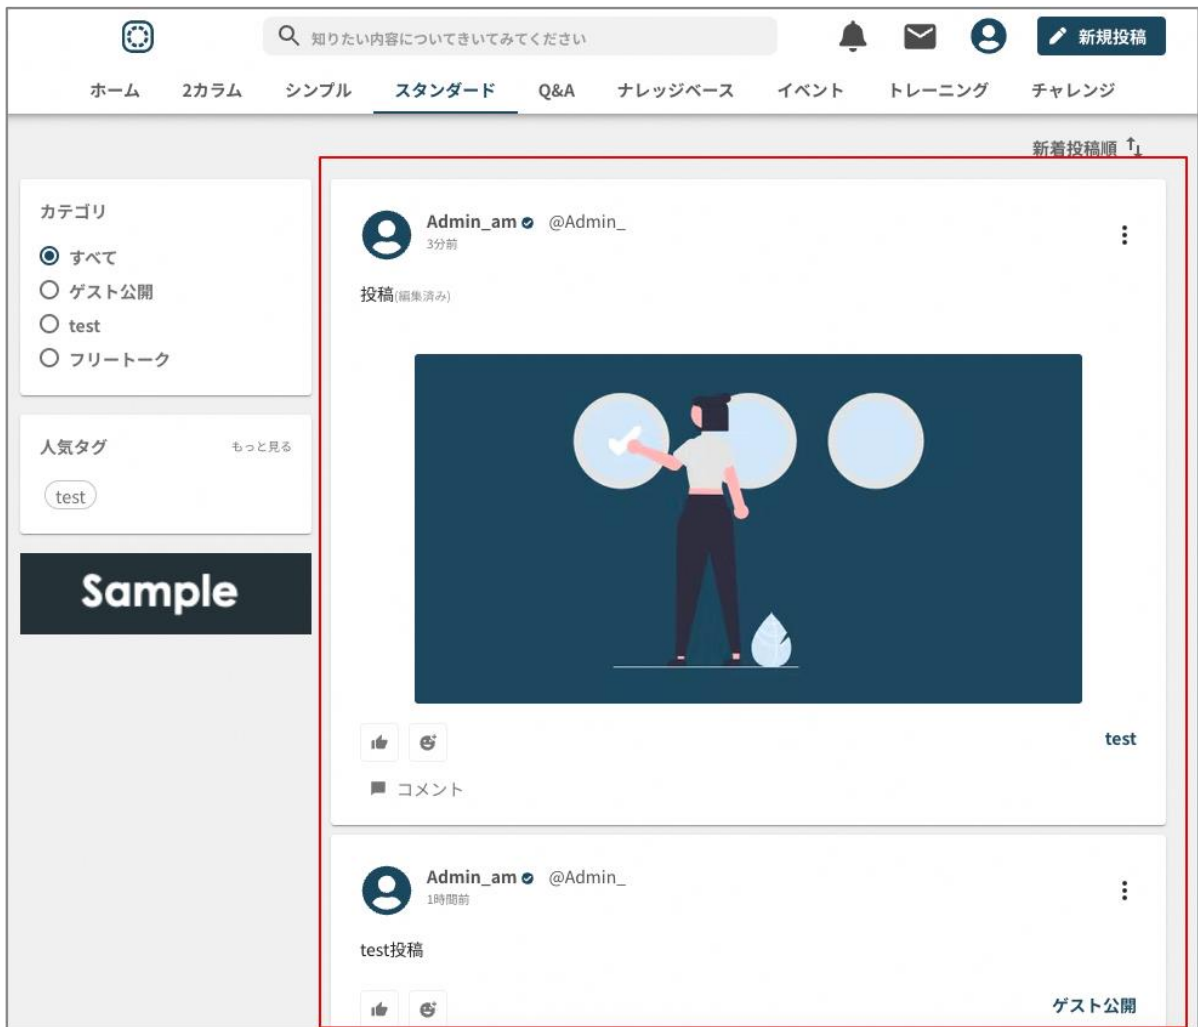 知りたい内容についてきいてみてください
新規投稿
ホーム 2カラム シンプル スタンダード Q&A ナレッジベース イベント トレーニング チャレンジ
新着投稿順
カテゴリ
すべて
ゲスト公開
test
フリートーク
人気タグ もっと見る
test
Sample
Admin_am @Admin_
3分前
投稿(編集済み)
test
コメント
Admin_am @Admin_
1時間前
test投稿
ゲスト公開